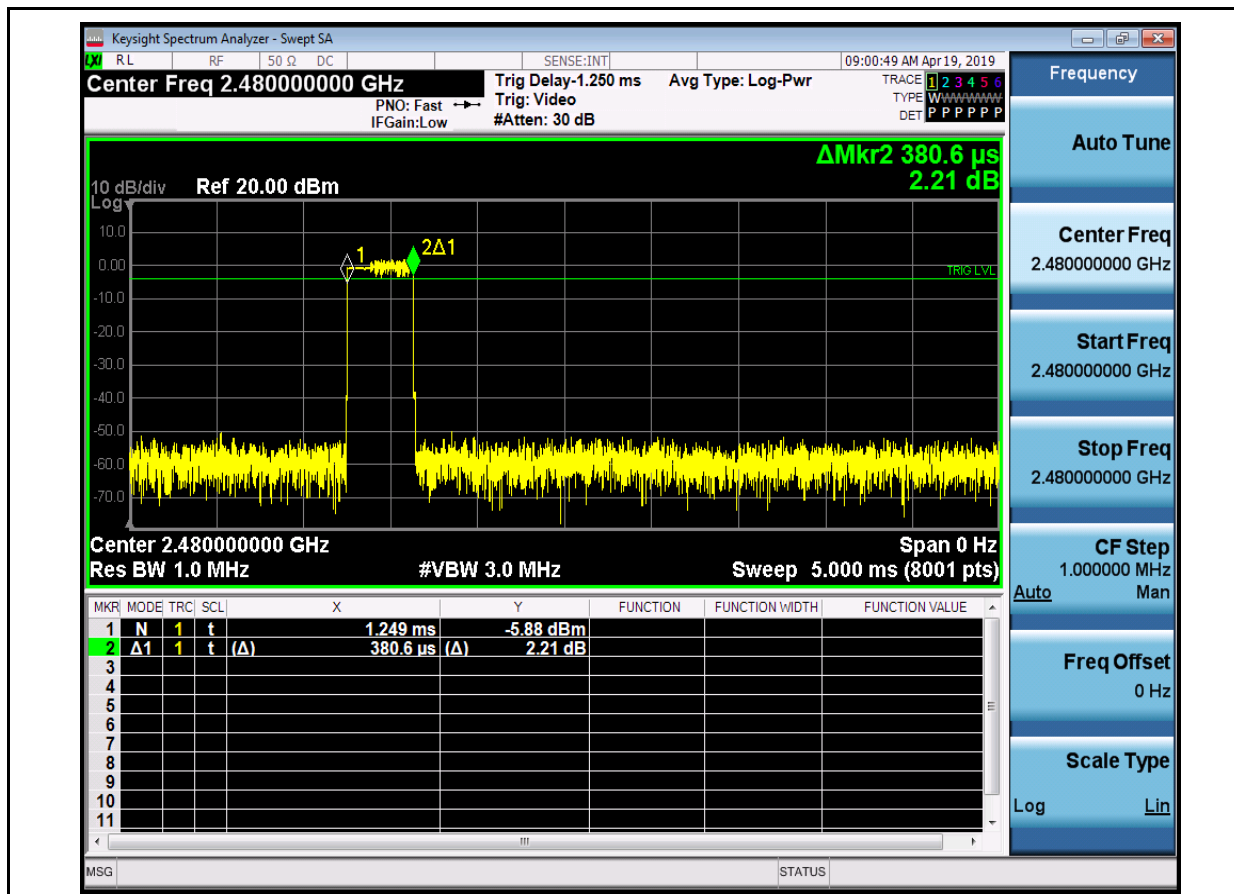 Keysight Spectrum Analyzer - Swept SA
LXI RL RF 50 Ω DC SENSE:INT 09:00:49 AM Apr 19, 2019
Center Freq 2.480000000 GHz
PNO: Fast
IFGain:Low
Trig Delay-1.250 ms
Trig: Video
#Atten: 30 dB
Avg Type: Log-Pwr
TRACE 1 2 3 4 5 6
TYPE WWWWWW
DET P P P P P P
ΔMkr2 380.6 µs
2.21 dB
10 dB/div Ref 20.00 dBm
Log
10.0
0.00
-10.0
-20.0
-30.0
-40.0
-50.0
-60.0
-70.0
1
2Δ1
TRIG LVL
Center 2.480000000 GHz Span 0 Hz
Res BW 1.0 MHz #VBW 3.0 MHz Sweep 5.000 ms (8001 pts)
MKR MODE TRC SCL X Y FUNCTION FUNCTION WIDTH FUNCTION VALUE
1 N 1 t 1.249 ms -5.88 dBm
2 Δ1 1 t (Δ) 380.6 µs (Δ) 2.21 dB
3
4
5
6
7
8
9
10
11
MSG STATUS
Frequency
Auto Tune
Center Freq
2.480000000 GHz
Start Freq
2.480000000 GHz
Stop Freq
2.480000000 GHz
CF Step
1.000000 MHz
Auto Man
Freq Offset
0 Hz
Scale Type
Log Lin